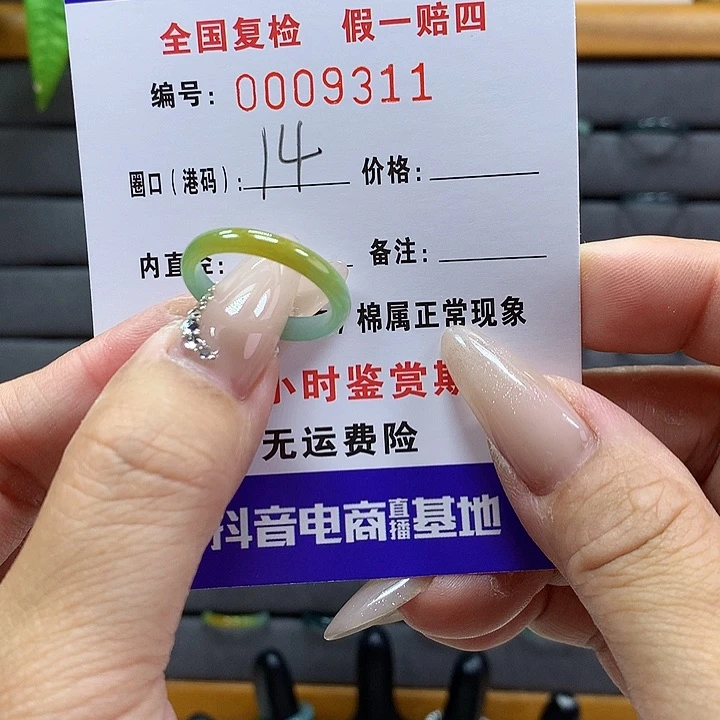 全国复检 假一赔四
编号: 0009311
圈口(港码): 14 价格:
内直径: 备注:
棉属正常现象
小时鉴赏期
无运费险
抖音电商直播基地